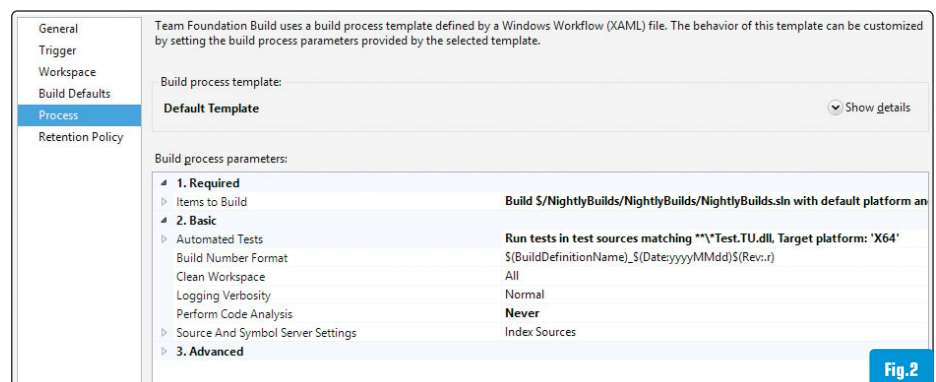 General
Trigger
Workspace
Build Defaults
Process
Retention Policy
Team Foundation Build uses a build process template defined by a Windows Workflow (XAML) file. The behavior of this template can be customized
by setting the build process parameters provided by the selected template.
Build process template:
Default Template
Show details
Build process parameters:
1. Required
Items to Build Build $/NightlyBuilds/NightlyBuilds/NightlyBuilds.sln with default platform an
2. Basic
Automated Tests Run tests in test sources matching **\*Test.TU.dll, Target platform: 'X64'
Build Number Format $(BuildDefinitionName)_$(Date:yyyyMMdd)$(Rev:.r)
Clean Workspace All
Logging Verbosity Normal
Perform Code Analysis Never
Source And Symbol Server Settings Index Sources
3. Advanced
Fig.2